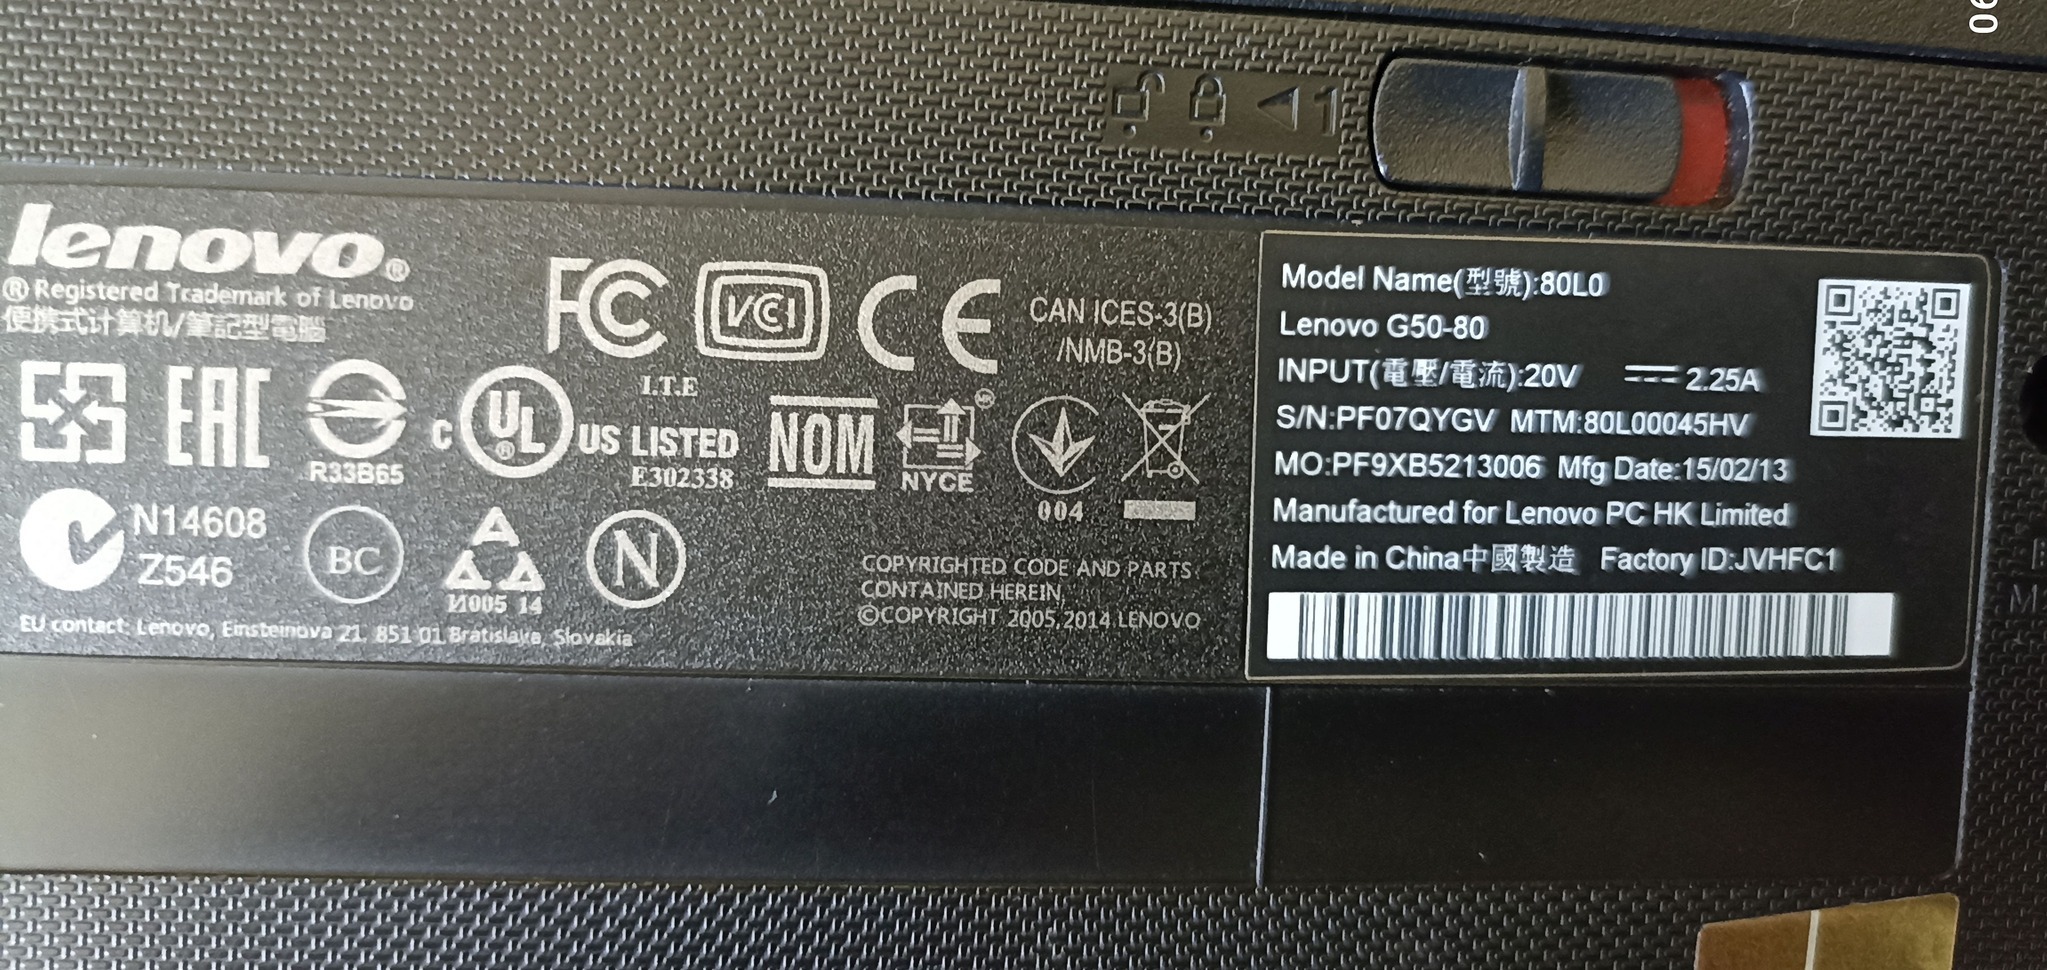 06
1
lenovo®
® Registered Trademark of Lenovo
便携式计算机/筆記型電腦
FC
I.T.E
VCCI
CE
CAN ICES-3(B)
/NMB-3(B)
EAC
R33B65
C UL® US LISTED
E302338
NOM
NYCE
004
N14608
Z546
BC
И005 14
N
EU contact: Lenovo, Einsteinova 21, 851 01 Bratislava, Slovakia
COPYRIGHTED CODE AND PARTS
CONTAINED HEREIN,
©COPYRIGHT 2005,2014 LENOVO
Model Name(型號):80L0
Lenovo G50-80
INPUT(電壓/電流):20V ⎓ 2.25A
S/N:PF07QYGV MTM:80L00045HV
MO:PF9XB5213006 Mfg Date:15/02/13
Manufactured for Lenovo PC HK Limited
Made in China中國製造 Factory ID:JVHFC1